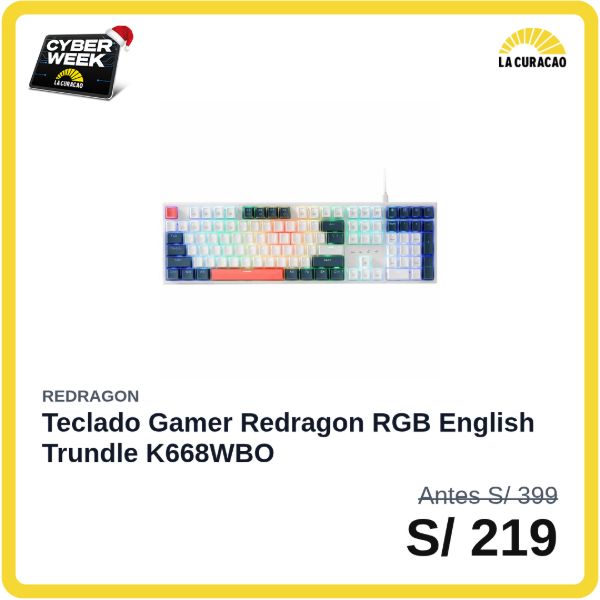 CYBER
WEEK
LA CURACAO
LA CURACAO
REDRAGON
Teclado Gamer Redragon RGB English
Trundle K668WBO
Antes S/ 399
S/ 219